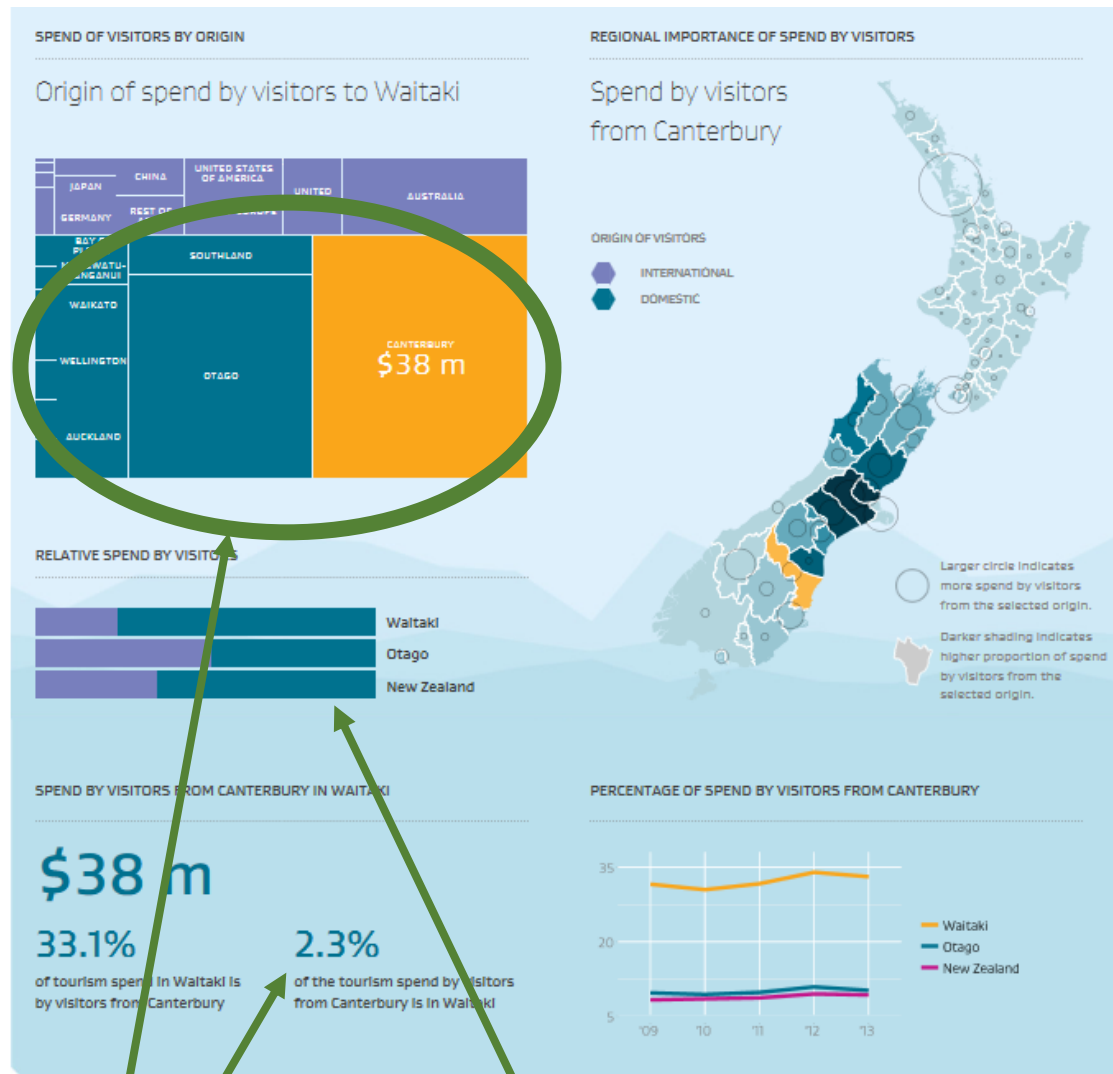 SPEND OF VISITORS BY ORIGIN
Origin of spend by visitors to Waitaki
JAPAN
GERMANY
CHINA
REST OF
UNITED STATES
OF AMERICA
UNITED
AUSTRALIA
BAY
WAIKATO
WELLINGTON
AUCKLAND
SOUTHLAND
OTAGO
CANTERBURY
$38 m
REGIONAL IMPORTANCE OF SPEND BY VISITORS
Spend by visitors
from Canterbury
ORIGIN OF VISITORS
INTERNATIONAL
DOMESTIC
Larger circle indicates
more spend by visitors
from the selected origin.
Darker shading indicates
higher proportion of spend
by visitors from the
selected origin.
RELATIVE SPEND BY VISITORS
Waitaki
Otago
New Zealand
SPEND BY VISITORS FROM CANTERBURY IN WAITAKI
$38 m
33.1%
of tourism spend in Waitaki is
by visitors from Canterbury
2.3%
of the tourism spend by visitors
from Canterbury is in Waitaki
PERCENTAGE OF SPEND BY VISITORS FROM CANTERBURY
35
20
5
'09 '10 '11 '12 '13
Waitaki
Otago
New Zealand